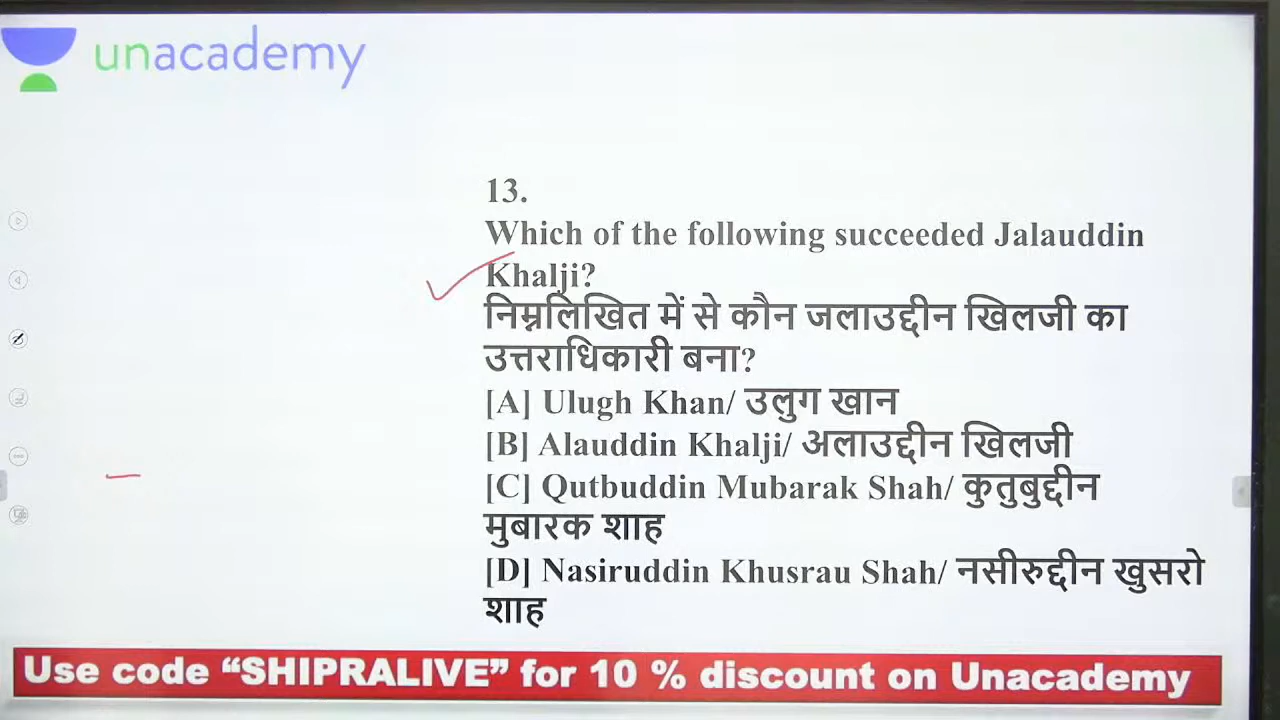 unacademy
13.
Which of the following succeeded Jalauddin
Khalji?
निम्नलिखित में से कौन जलाउद्दीन खिलजी का
उत्तराधिकारी बना?
[A] Ulugh Khan/ उलुग खान
[B] Alauddin Khalji/ अलाउद्दीन खिलजी
[C] Qutbuddin Mubarak Shah/ कुतुबुद्दीन
मुबारक शाह
[D] Nasiruddin Khusrau Shah/ नसीरुद्दीन खुसरो
शाह
Use code “SHIPRALIVE” for 10 % discount on Unacademy